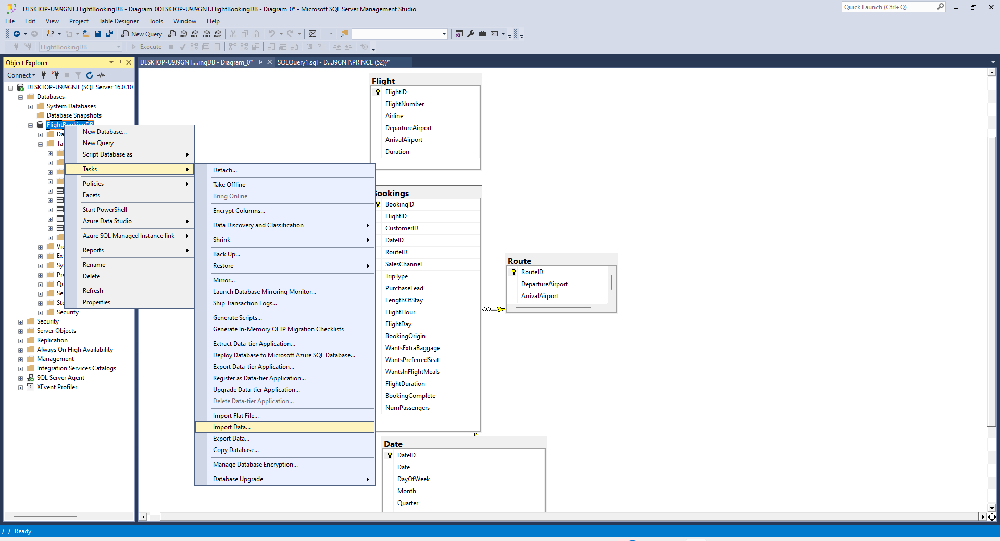 DESKTOP-U9J9GNT.FlightBookingDB - Diagram_0DESKTOP-U9J9GNT.FlightBookingDB - Diagram_0* - Microsoft SQL Server Management Studio
Quick Launch (Ctrl+Q)
File Edit View Project Table Designer Tools Window Help
New Query
MDX DMX XMLA DAX
FlightBookingDB
Execute
Object Explorer
DESKTOP-U9J9GNT....ingDB - Diagram_0*
SQLQuery1.sql - D...J9GNT\PRINCE (52))*
Connect
DESKTOP-U9J9GNT (SQL Server 16.0.10
Databases
System Databases
Database Snapshots
FlightBookingDB
Da
Tal
Vie
Ext
Syı
Pro
Qu
Ser
Sto
Security
Security
Server Objects
Replication
Always On High Availability
Management
Integration Services Catalogs
SQL Server Agent
XEvent Profiler
New Database...
New Query
Script Database as
Tasks
Policies
Facets
Start PowerShell
Azure Data Studio
Azure SQL Managed Instance link
Reports
Rename
Delete
Refresh
Properties
Detach...
Take Offline
Bring Online
Encrypt Columns...
Data Discovery and Classification
Shrink
Back Up...
Restore
Mirror...
Launch Database Mirroring Monitor...
Ship Transaction Logs...
Generate Scripts...
Generate In-Memory OLTP Migration Checklists
Extract Data-tier Application...
Deploy Database to Microsoft Azure SQL Database...
Export Data-tier Application...
Register as Data-tier Application...
Upgrade Data-tier Application...
Delete Data-tier Application...
Import Flat File...
Import Data...
Export Data...
Copy Database...
Manage Database Encryption...
Database Upgrade
Flight
FlightID
FlightNumber
Airline
DepartureAirport
ArrivalAirport
Duration
Bookings
BookingID
FlightID
CustomerID
DateID
RouteID
SalesChannel
TripType
PurchaseLead
LengthOfStay
FlightHour
FlightDay
BookingOrigin
WantsExtraBaggage
WantsPreferredSeat
WantsInFlightMeals
FlightDuration
BookingComplete
NumPassengers
Route
RouteID
DepartureAirport
ArrivalAirport
Date
DateID
Date
DayOfWeek
Month
Quarter
Ready